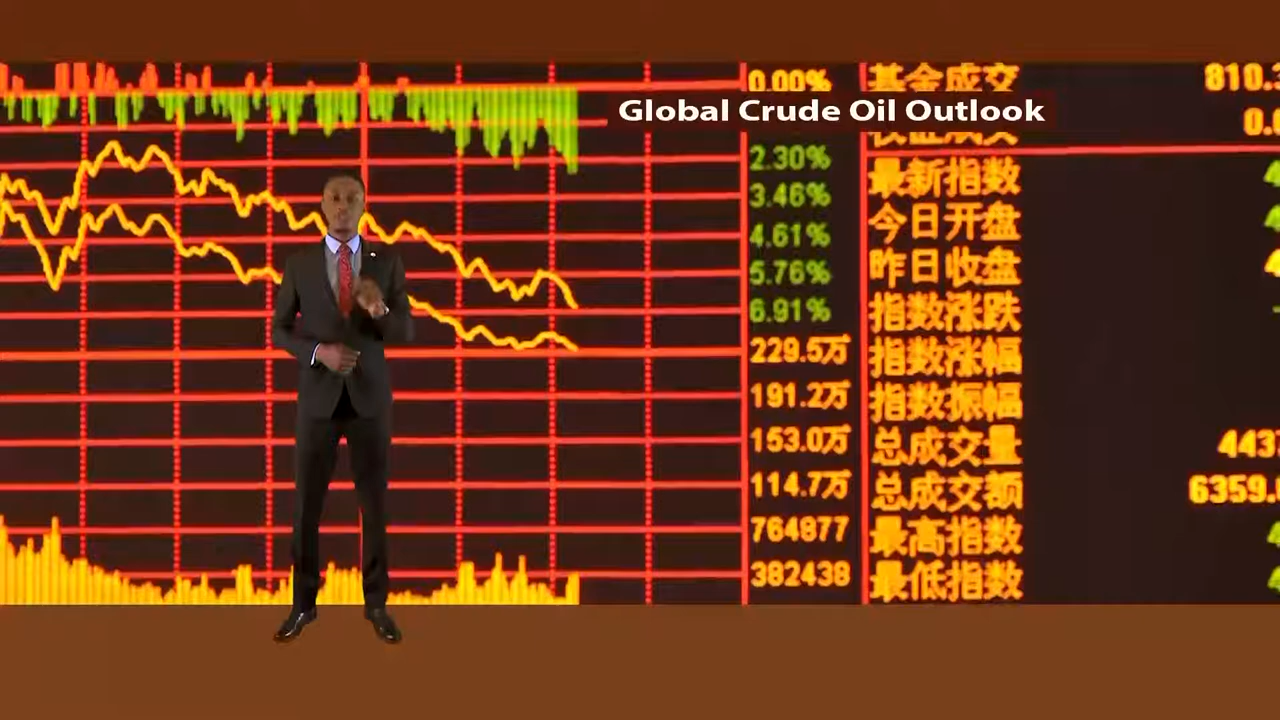 Global Crude Oil Outlook
0.00%
2.30%
3.46%
4.61%
5.76%
6.91%
229.5万
191.2万
153.0万
114.7万
764877
382438
基金成交 810.3
最新指数
今日开盘
昨日收盘
指数涨跌
指数涨幅
指数振幅
总成交量 443
总成交额 6359.
最高指数
最低指数